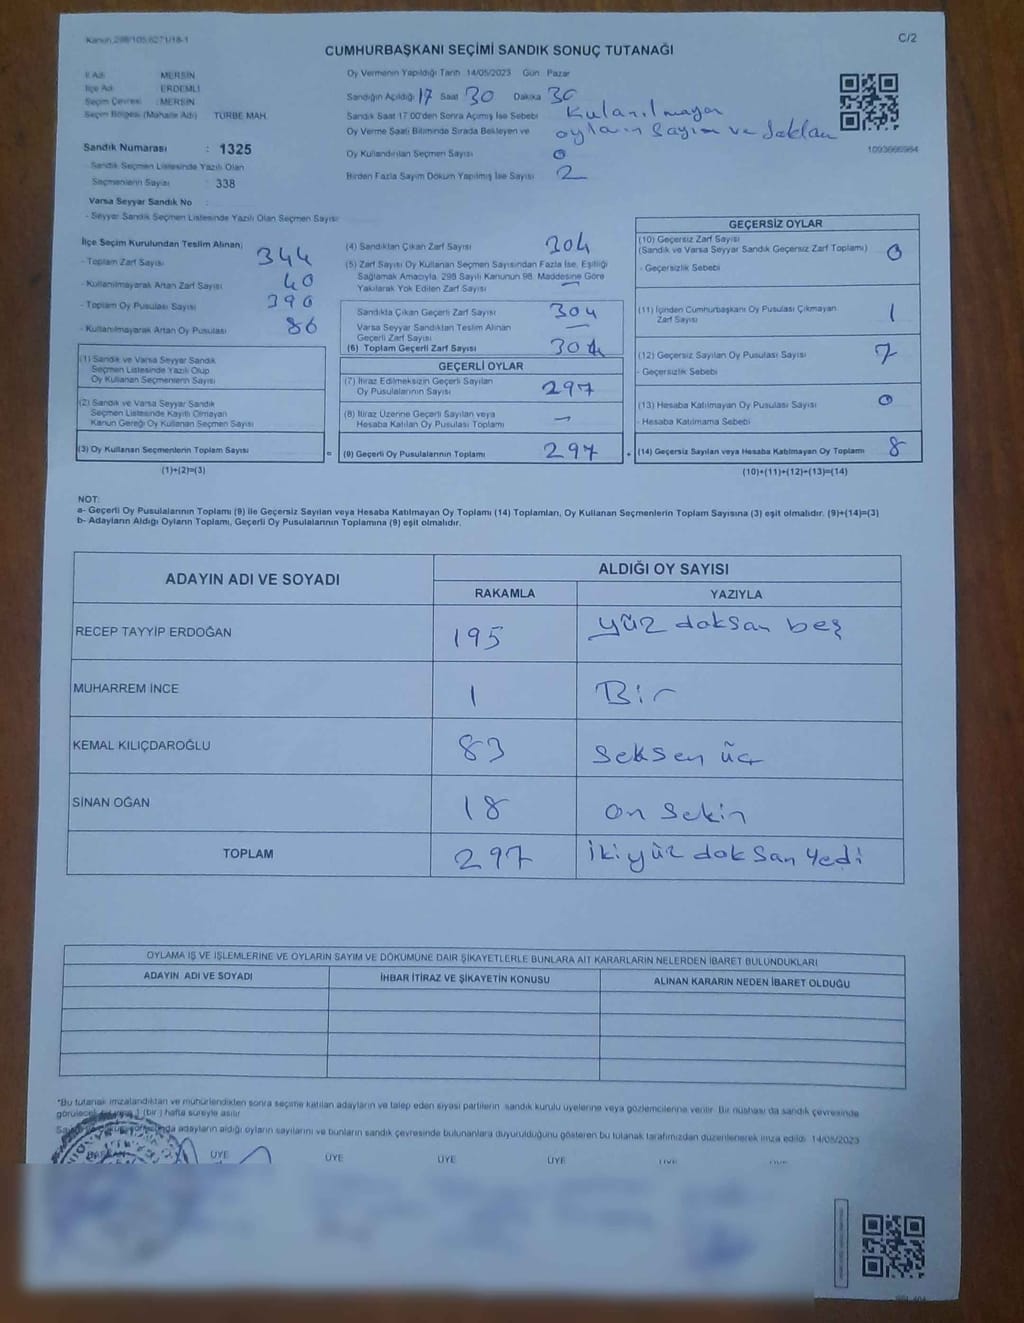 Kanun 298/105,6271/18-1
C/2
CUMHURBAŞKANI SEÇİMİ SANDIK SONUÇ TUTANAĞI
İl Adı : MERSİN
İlçe Adı : ERDEMLİ
Seçim Çevresi : MERSİN
Seçim Bölgesi (Mahalle Adı) TÜRBE MAH.
Sandık Numarası : 1325
Sandık Seçmen Listesinde Yazılı Olan
Seçmenlerin Sayısı : 338
Varsa Seyyar Sandık No
- Seyyar Sandık Seçmen Listesinde Yazılı Olan Seçmen Sayısı
Oy Vermenin Yapıldığı Tarih 14/05/2023 Gün Pazar
Sandığın Açıldığı 17 Saat 30 Dakika 30
Sandık Saat 17.00'den Sonra Açılmış İse Sebebi Kulanılmayan
Oy Verme Saati Bitiminde Sırada Bekleyen ve oyların Sayım ve
Oy Kullandırılan Seçmen Sayısı 0
Birden Fazla Sayım Döküm Yapılmış İse Sayısı 2
İlçe Seçim Kurulundan Teslim Alınan;
- Toplam Zarf Sayısı 344
- Kullanılmayarak Artan Zarf Sayısı 40
- Toplam Oy Pusulası Sayısı 390
- Kullanılmayarak Artan Oy Pusulası 86
(1) Sandık ve Varsa Seyyar Sandık
Seçmen Listesinde Yazılı Olup
Oy Kullanan Seçmenlerin Sayısı
(2) Sandık ve Varsa Seyyar Sandık
Seçmen Listesinde Kayıtlı Olmayan
Kanun Gereği Oy Kullanan Seçmen Sayısı
(3) Oy Kullanan Seçmenlerin Toplam Sayısı
(1)+(2)=(3)
(4) Sandıktan Çıkan Zarf Sayısı 304
(5) Zarf Sayısı Oy Kullanan Seçmen Sayısından Fazla İse, Eşitliği
Sağlamak Amacıyla, 298 Sayılı Kanunun 98. Maddesine Göre
Yakılarak Yok Edilen Zarf Sayısı —
Sandıkta Çıkan Geçerli Zarf Sayısı 304
Varsa Seyyar Sandıktan Teslim Alınan
Geçerli Zarf Sayısı —
(6) Toplam Geçerli Zarf Sayısı 304
GEÇERLİ OYLAR
(7) İtiraz Edilmeksizin Geçerli Sayılan
Oy Pusulalarının Sayısı 297
(8) İtiraz Üzerine Geçerli Sayılan veya
Hesaba Katılan Oy Pusulası Toplamı —
= (9) Geçerli Oy Pusulalarının Toplamı 297
GEÇERSİZ OYLAR
(10) Geçersiz Zarf Sayısı
(Sandık ve Varsa Seyyar Sandık Geçersiz Zarf Toplamı) 0
- Geçersizlik Sebebi
(11) İçinden Cumhurbaşkanı Oy Pusulası Çıkmayan
Zarf Sayısı 1
(12) Geçersiz Sayılan Oy Pusulası Sayısı 7
- Geçersizlik Sebebi
(13) Hesaba Katılmayan Oy Pusulası Sayısı 0
- Hesaba Katılmama Sebebi
+ (14) Geçersiz Sayılan veya Hesaba Katılmayan Oy Toplamı 8
(10)+(11)+(12)+(13)=(14)
NOT:
a- Geçerli Oy Pusulalarının Toplamı (9) ile Geçersiz Sayılan veya Hesaba Katılmayan Oy Toplamı (14) Toplamları, Oy Kullanan Seçmenlerin Toplam Sayısına (3) eşit olmalıdır. (9)+(14)=(3)
b- Adayların Aldığı Oyların Toplamı, Geçerli Oy Pusulalarının Toplamına (9) eşit olmalıdır.
ADAYIN ADI VE SOYADI ALDIĞI OY SAYISI
RAKAMLA YAZIYLA
RECEP TAYYİP ERDOĞAN 195 yüz doksan beş
MUHARREM İNCE 1 Bir
KEMAL KILIÇDAROĞLU 83 Seksen üç
SİNAN OĞAN 18 on Sekin
TOPLAM 297 ikiyüz doksan yedi
OYLAMA İŞ VE İŞLEMLERİNE VE OYLARIN SAYIM VE DÖKÜMÜNE DAİR ŞİKAYETLERLE BUNLARA AİT KARARLARIN NELERDEN İBARET BULUNDUKLARI
ADAYIN ADI VE SOYADI İHBAR İTİRAZ VE ŞİKAYETİN KONUSU ALINAN KARARIN NEDEN İBARET OLDUĞU
*Bu tutanak imzalandıktan ve mühürlendikten sonra seçime katılan adayların ve talep eden siyasi partilerin sandık kurulu üyelerine veya gözlemcilerine verilir. Bir nüshası da sandık çevresinde
görülecek bir yere 1 (bir) hafta süreyle asılır.
adayların aldığı oyların sayılarını ve bunların sandık çevresinde bulunanlara duyurulduğunu gösteren bu tutanak tarafımızdan düzenlenerek imza edildi. 14/05/2023
BAŞKAN ÜYE ÜYE ÜYE ÜYE ÜYE ÜYE